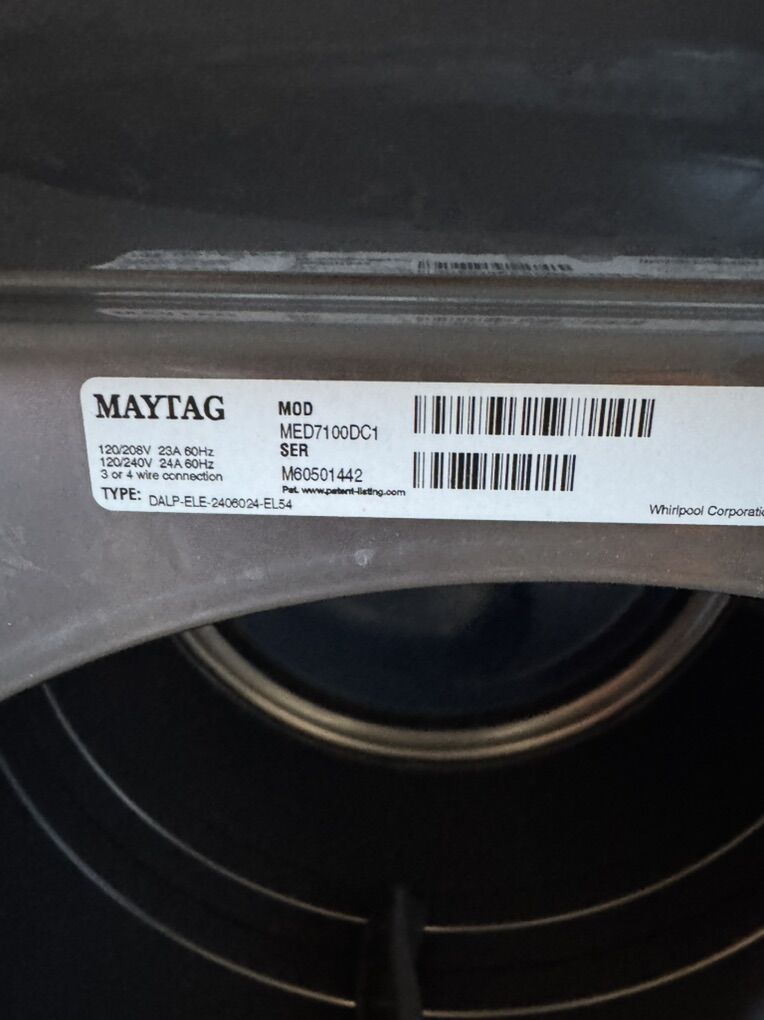 MAYTAG
120/208V 23A 60Hz
120/240V 24A 60Hz
3 or 4 wire connection
TYPE: DALP-ELE-2406024-EL54
MOD
MED7100DC1
SER
M60501442
Pat. www.patent-listing.com
Whirlpool Corporatio